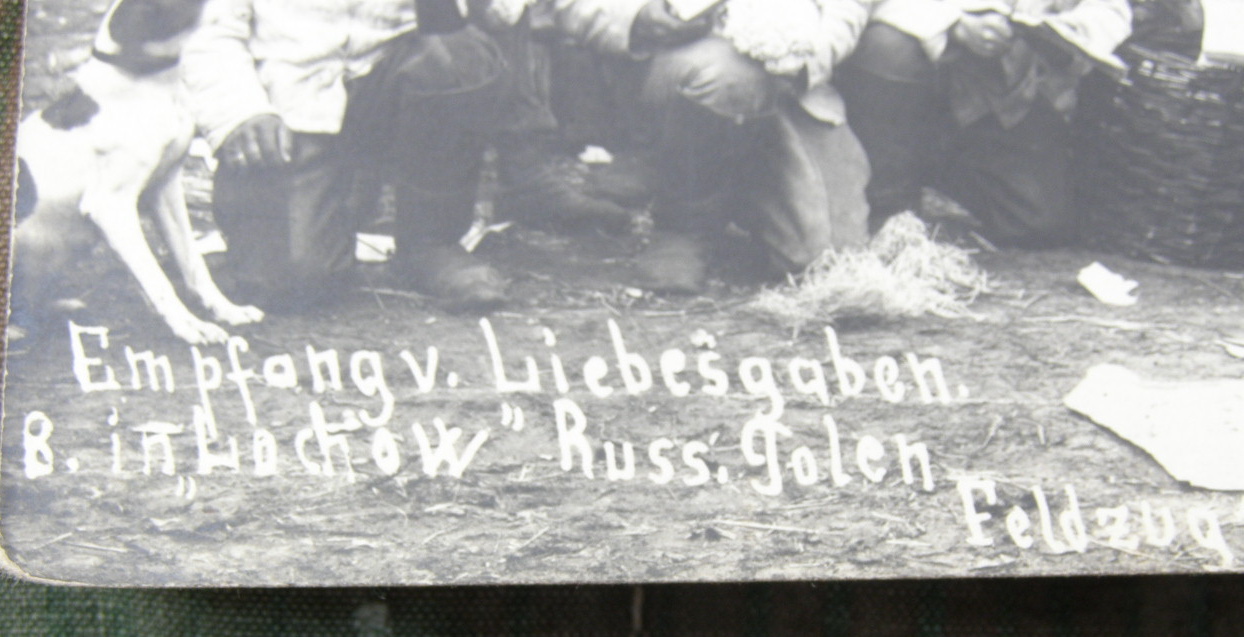 Empfang v. Liebesgaben.
8. in „Lochow" Russ. Polen
Feldzug